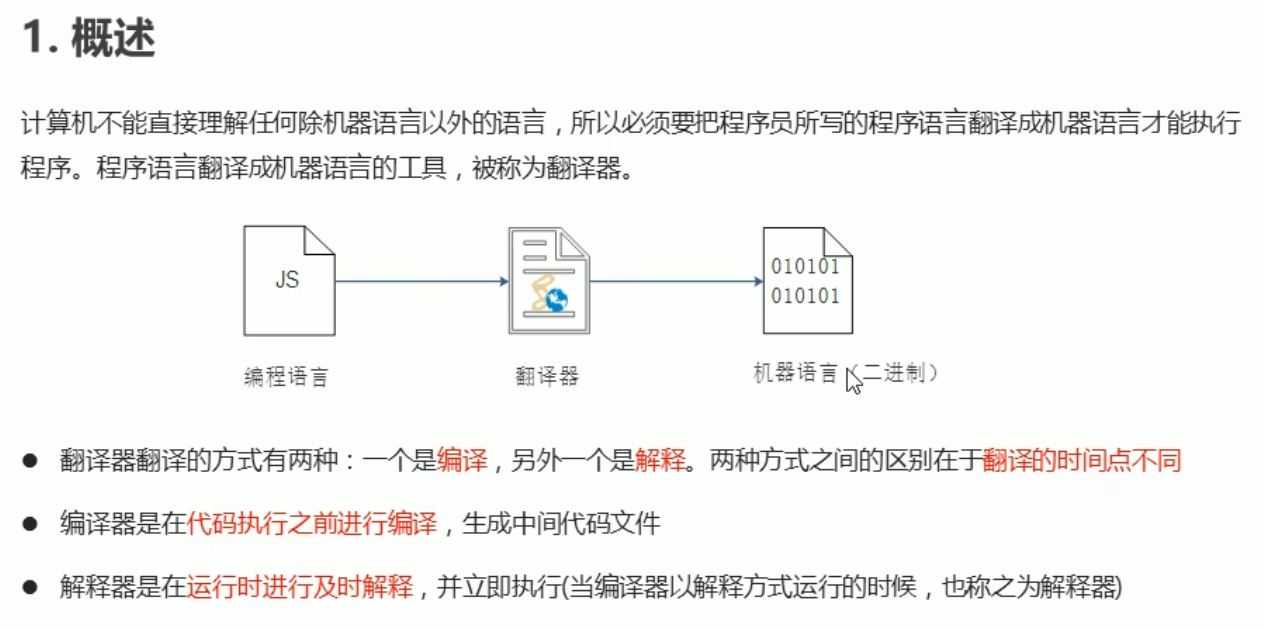 1. 概述
计算机不能直接理解任何除机器语言以外的语言，所以必须要把程序员所写的程序语言翻译成机器语言才能执行
程序。程序语言翻译成机器语言的工具，被称为翻译器。
JS
010101
010101
编程语言
翻译器
机器语言（二进制）
● 翻译器翻译的方式有两种：一个是编译，另外一个是解释。两种方式之间的区别在于翻译的时间点不同
● 编译器是在代码执行之前进行编译，生成中间代码文件
● 解释器是在运行时进行及时解释，并立即执行(当编译器以解释方式运行的时候，也称之为解释器)